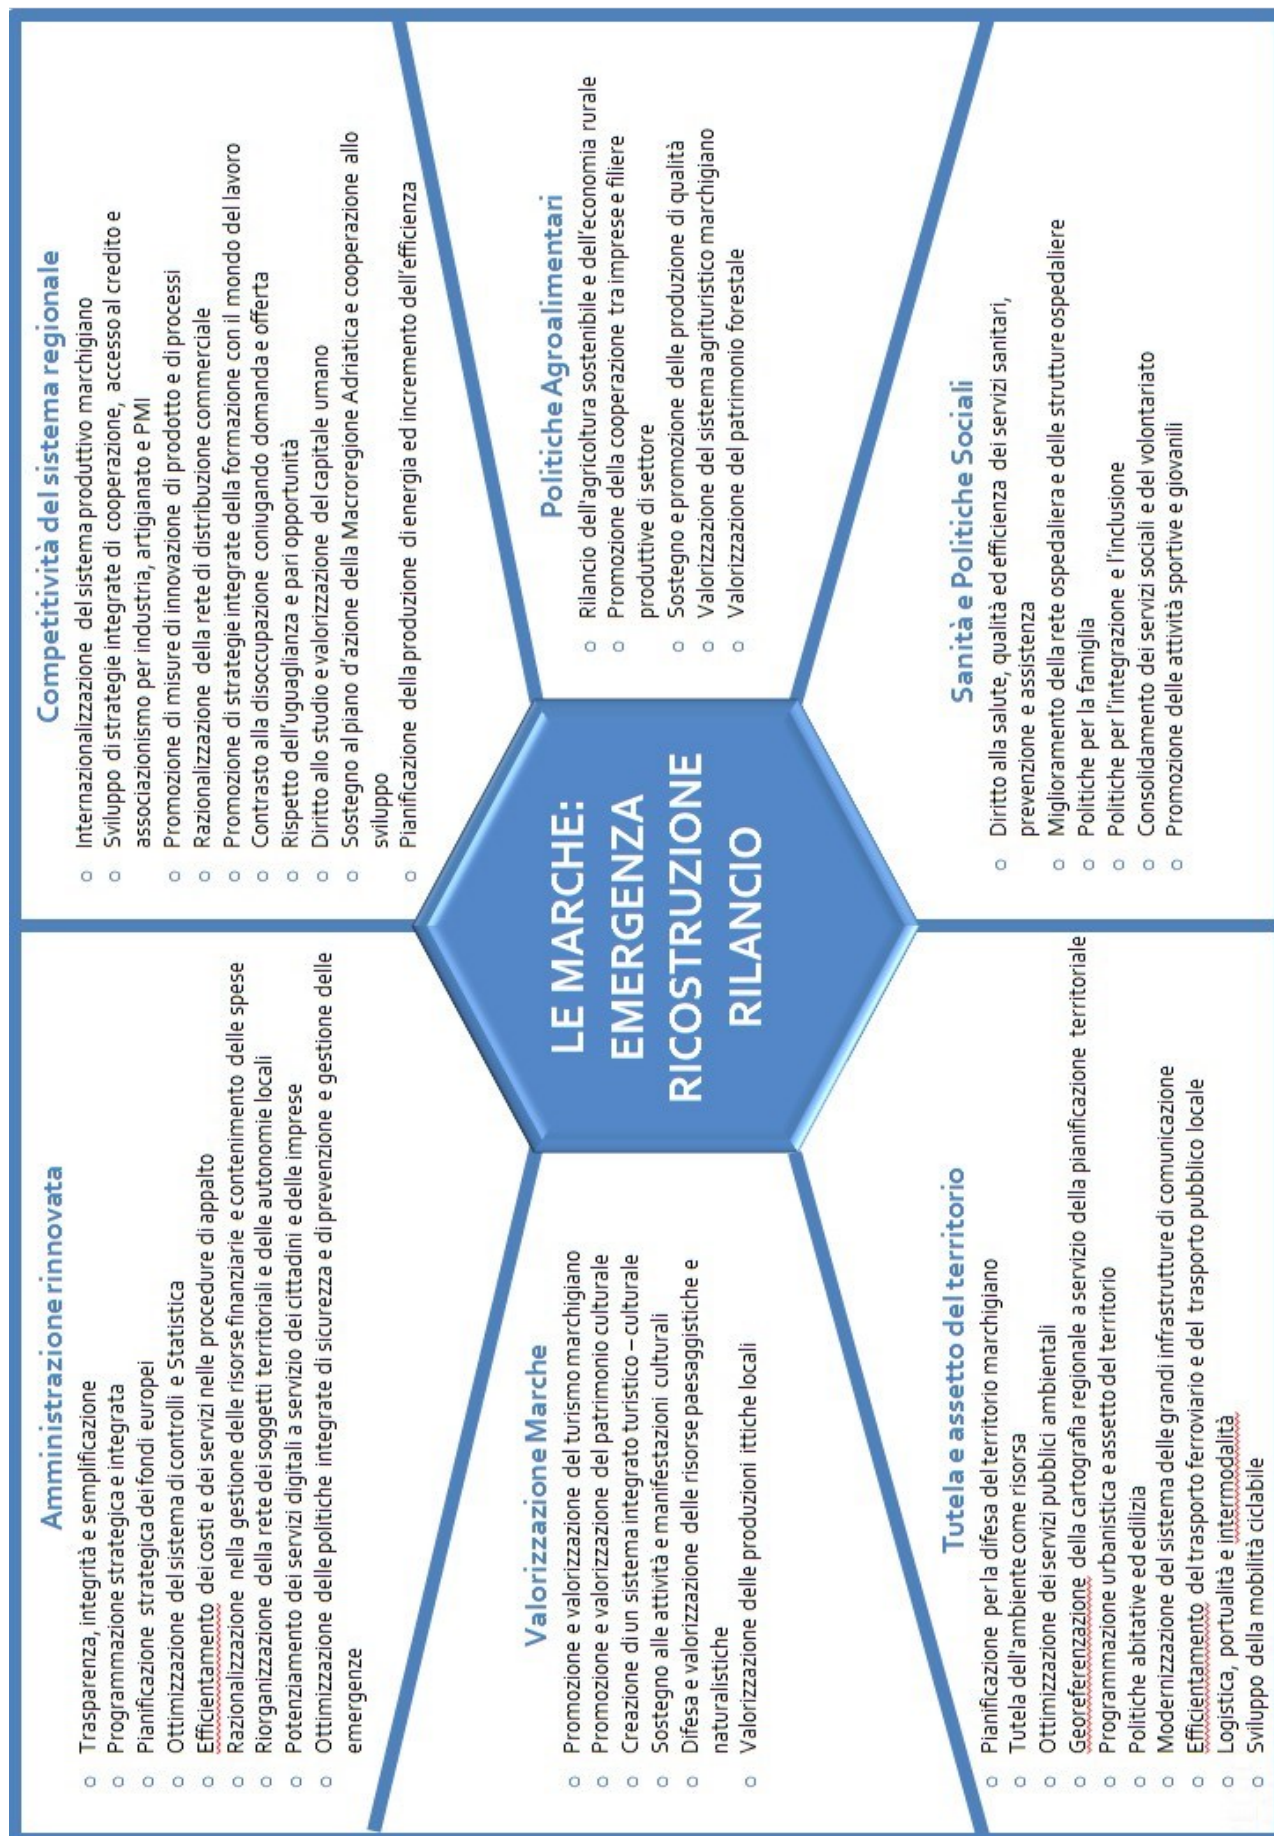 Amministrazione rinnovata
○ Trasparenza, integrità e semplificazione
○ Programmazione strategica e integrata
○ Pianificazione strategica dei fondi europei
○ Ottimizzazione del sistema di controlli e Statistica
○ Efficientamento dei costi e dei servizi nelle procedure di appalto
○ Razionalizzazione nella gestione delle risorse finanziarie e contenimento delle spese
○ Riorganizzazione della rete dei soggetti territoriali e delle autonomie locali
○ Potenziamento dei servizi digitali a servizio dei cittadini e delle imprese
○ Ottimizzazione delle politiche integrate di sicurezza e di prevenzione e gestione delle
emergenze
Competitività del sistema regionale
○ Internazionalizzazione del sistema produttivo marchigiano
○ Sviluppo di strategie integrate di cooperazione, accesso al credito e
associazionismo per industria, artigianato e PMI
○ Promozione di misure di innovazione di prodotto e di processi
○ Razionalizzazione della rete di distribuzione commerciale
○ Promozione di strategie integrate della formazione con il mondo del lavoro
○ Contrasto alla disoccupazione coniugando domanda e offerta
○ Rispetto dell'uguaglianza e pari opportunità
○ Diritto allo studio e valorizzazione del capitale umano
○ Sostegno al piano d'azione della Macroregione Adriatica e cooperazione allo
sviluppo
○ Pianificazione della produzione di energia ed incremento dell'efficienza
Valorizzazione Marche
○ Promozione e valorizzazione del turismo marchigiano
○ Promozione e valorizzazione del patrimonio culturale
○ Creazione di un sistema integrato turistico – culturale
○ Sostegno alle attività e manifestazioni culturali
○ Difesa e valorizzazione delle risorse paesaggistiche e
naturalistiche
○ Valorizzazione delle produzioni ittiche locali
LE MARCHE:
EMERGENZA
RICOSTRUZIONE
RILANCIO
Politiche Agroalimentari
○ Rilancio dell'agricoltura sostenibile e dell'economia rurale
○ Promozione della cooperazione tra imprese e filiere
produttive di settore
○ Sostegno e promozione delle produzione di qualità
○ Valorizzazione del sistema agrituristico marchigiano
○ Valorizzazione del patrimonio forestale
Tutela e assetto del territorio
○ Pianificazione per la difesa del territorio marchigiano
○ Tutela dell'ambiente come risorsa
○ Ottimizzazione dei servizi pubblici ambientali
○ Georeferenzazione della cartografia regionale a servizio della pianificazione territoriale
○ Programmazione urbanistica e assetto del territorio
○ Politiche abitative ed edilizia
○ Modernizzazione del sistema delle grandi infrastrutture di comunicazione
○ Efficientamento del trasporto ferroviario e del trasporto pubblico locale
○ Logistica, portualità e intermodalità
○ Sviluppo della mobilità ciclabile
Sanità e Politiche Sociali
○ Diritto alla salute, qualità ed efficienza dei servizi sanitari,
prevenzione e assistenza
○ Miglioramento della rete ospedaliera e delle strutture ospedaliere
○ Politiche per la famiglia
○ Politiche per l'integrazione e l'inclusione
○ Consolidamento dei servizi sociali e del volontariato
○ Promozione delle attività sportive e giovanili